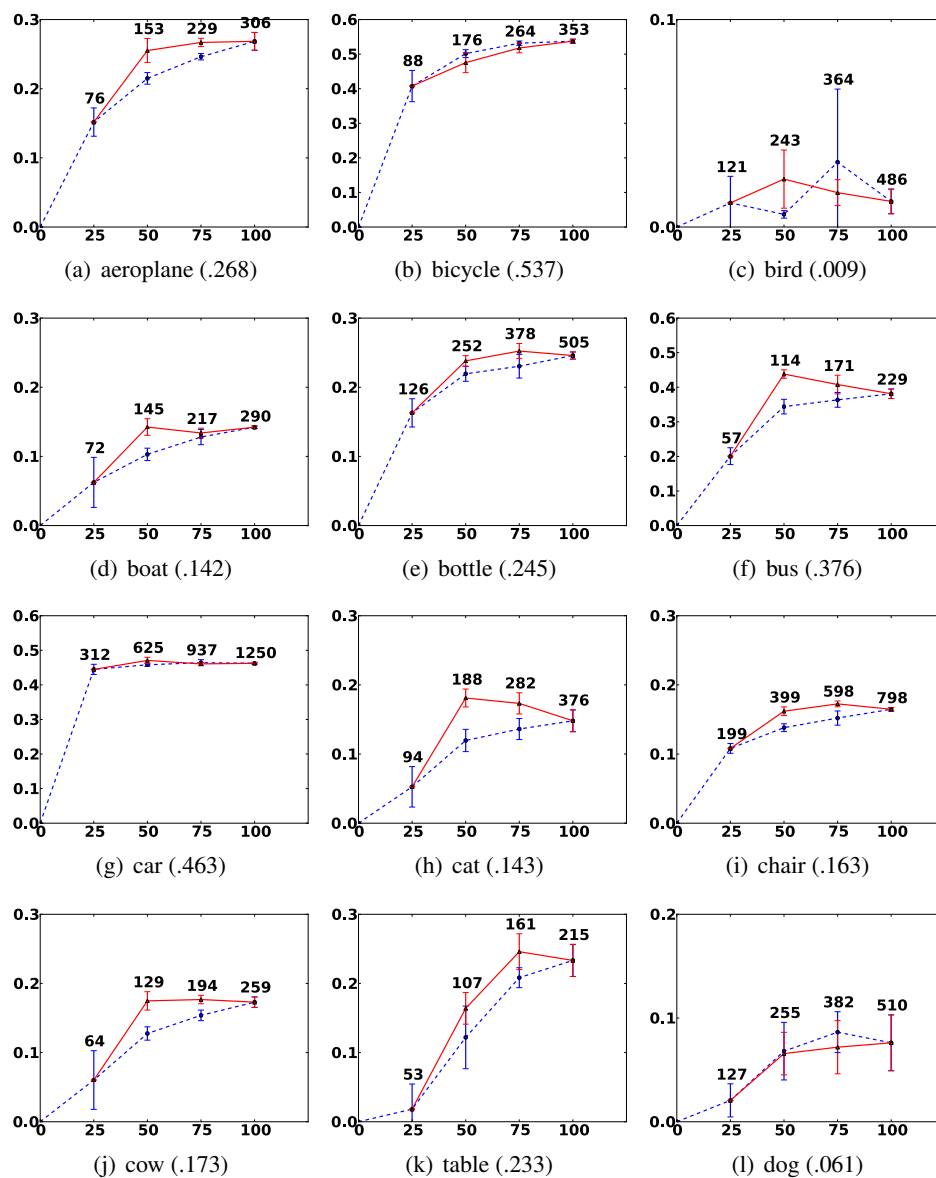 0.3 153 229 306
0.2 76
0.1
0.0
0 25 50 75 100
(a) aeroplane (.268)
0.6 176 264 353
0.5 88
0.4
0.3
0.2
0.1
0.0
0 25 50 75 100
(b) bicycle (.537)
0.1
364
243
121 486
0.0
0 25 50 75 100
(c) bird (.009)
0.3
0.2
145 217 290
0.1 72
0.0
0 25 50 75 100
(d) boat (.142)
0.3
252 378 505
0.2 126
0.1
0.0
0 25 50 75 100
(e) bottle (.245)
0.6
0.5
114 171 229
0.4
0.3
57
0.2
0.1
0.0
0 25 50 75 100
(f) bus (.376)
0.6
0.5 312 625 937 1250
0.4
0.3
0.2
0.1
0.0
0 25 50 75 100
(g) car (.463)
0.3
188 282 376
0.2
94
0.1
0.0
0 25 50 75 100
(h) cat (.143)
0.3
0.2
399 598 798
199
0.1
0.0
0 25 50 75 100
(i) chair (.163)
0.3
0.2 129 194 259
64
0.1
0.0
0 25 50 75 100
(j) cow (.173)
0.3
161 215
0.2
107
0.1
53
0.0
0 25 50 75 100
(k) table (.233)
0.2
255 382 510
0.1
127
0.0
0 25 50 75 100
(l) dog (.061)